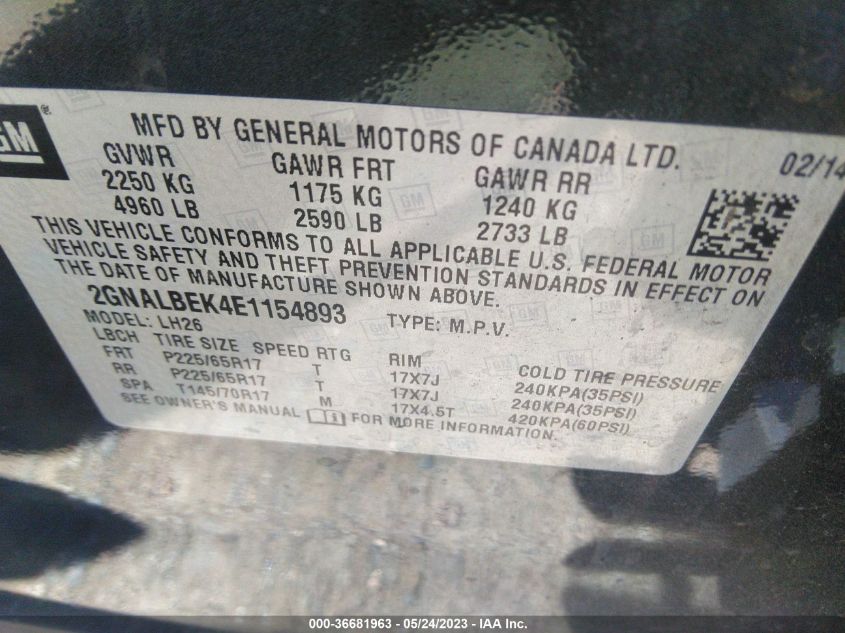 GM®
MFD BY GENERAL MOTORS OF CANADA LTD.
02/14
GVWR GAWR FRT GAWR RR
2250 KG 1175 KG 1240 KG
4960 LB 2590 LB 2733 LB
THIS VEHICLE CONFORMS TO ALL APPLICABLE U.S. FEDERAL MOTOR
VEHICLE SAFETY AND THEFT PREVENTION STANDARDS IN EFFECT ON
THE DATE OF MANUFACTURE SHOWN ABOVE.
2GNALBEK4E1154893 TYPE: M.P.V.
MODEL: LH26
LBCH TIRE SIZE SPEED RTG RIM COLD TIRE PRESSURE
FRT P225/65R17 T 17X7J 240KPA(35PSI)
RR P225/65R17 T 17X7J 240KPA(35PSI)
SPA T145/70R17 M 17X4.5T 420KPA(60PSI)
SEE OWNER'S MANUAL FOR MORE INFORMATION.
000-36681963 - 05/24/2023 - IAA Inc.